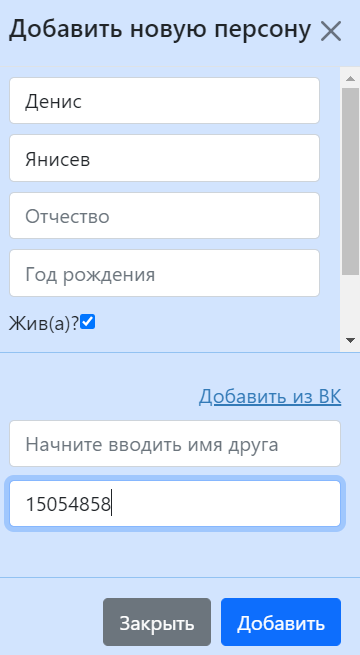 Добавить новую персону
Денис
Янисев
Отчество
Год рождения
Жив(а)?
Добавить из ВК
Начните вводить имя друга
15054858
Закрыть Добавить